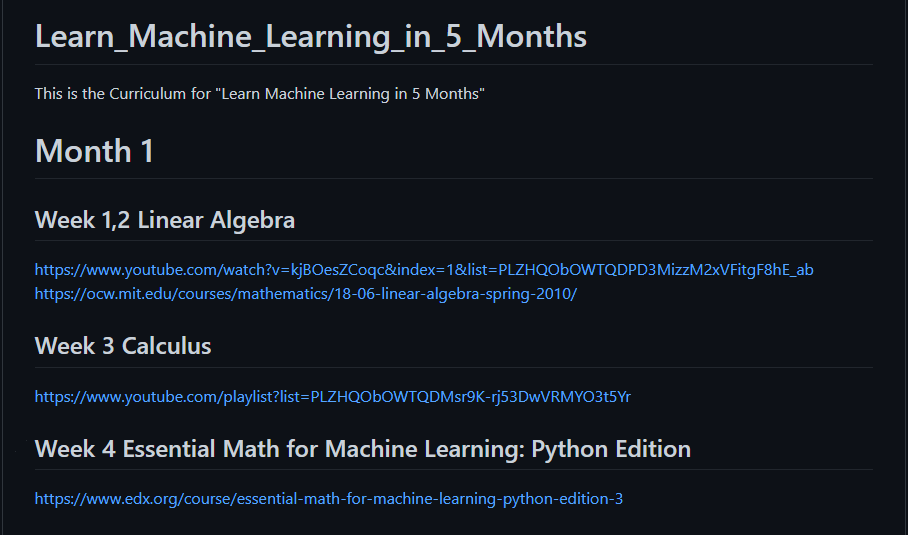 Learn_Machine_Learning_in_5_Months
This is the Curriculum for "Learn Machine Learning in 5 Months"
Month 1
Week 1,2 Linear Algebra
https://www.youtube.com/watch?v=kjBOesZCoqc&index=1&list=PLZHQObOWTQDPD3MizzM2xVFitgF8hE_ab
https://ocw.mit.edu/courses/mathematics/18-06-linear-algebra-spring-2010/
Week 3 Calculus
https://www.youtube.com/playlist?list=PLZHQObOWTQDMsr9K-rj53DwVRMYO3t5Yr
Week 4 Essential Math for Machine Learning: Python Edition
https://www.edx.org/course/essential-math-for-machine-learning-python-edition-3